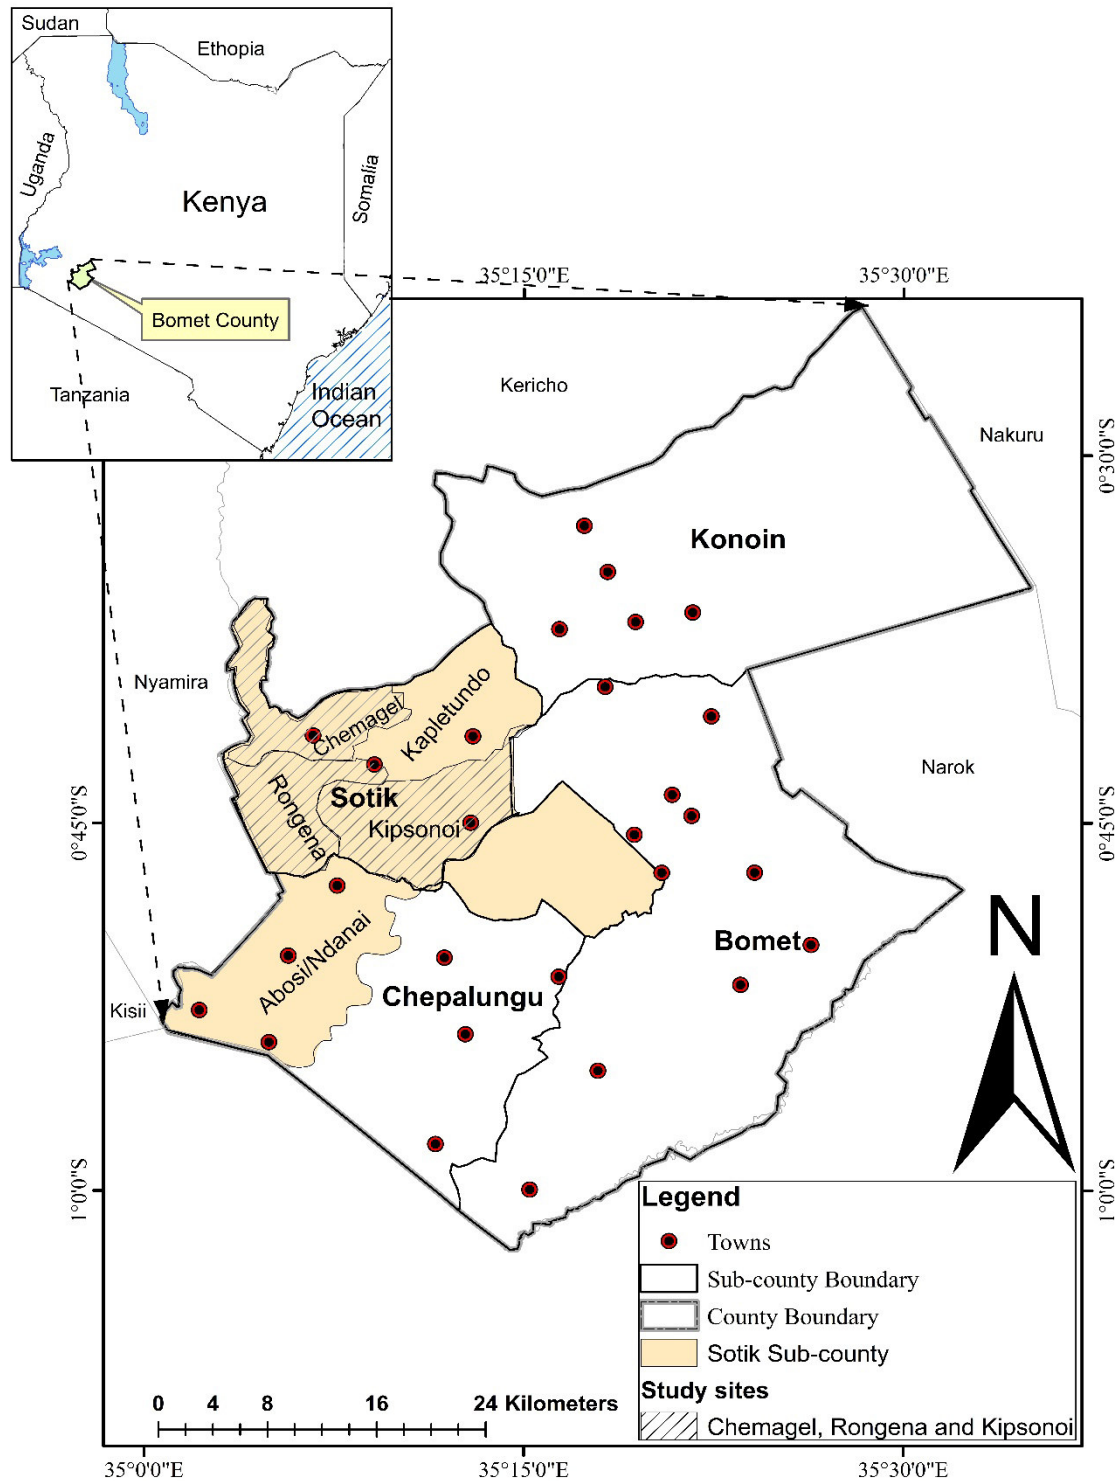 Sudan
Ethiopia
Uganda
Kenya
Somalia
Bomet County
Tanzania
Indian
Ocean
35°15'0"E
35°30'0"E
Kericho
Nakuru
0°30'0"S
Konoin
Nyamira
Chemagel
Kapletundo
Narok
Rongena
Sotik
Kipsonoi
0°45'0"S
0°45'0"S
Abosi/Ndanai
Bomet
N
Chepalungu
Kisii
1°0'0"S
1°0'0"S
Legend
Towns
Sub-county Boundary
County Boundary
Sotik Sub-county
Study sites
Chemagel, Rongena and Kipsonoi
0 4 8 16 24 Kilometers
35°0'0"E
35°15'0"E
35°30'0"E